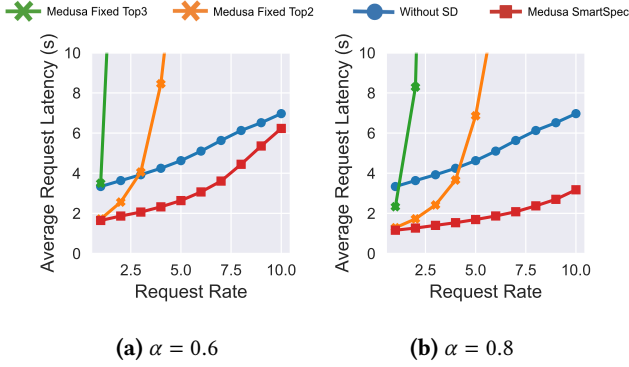 Medusa Fixed Top3 Medusa Fixed Top2 Without SD Medusa SmartSpec
Average Request Latency (s)
10
8
6
4
2
0
2.5 5.0 7.5 10.0
Request Rate
(a) α = 0.6
Average Request Latency (s)
10
8
6
4
2
0
2.5 5.0 7.5 10.0
Request Rate
(b) α = 0.8